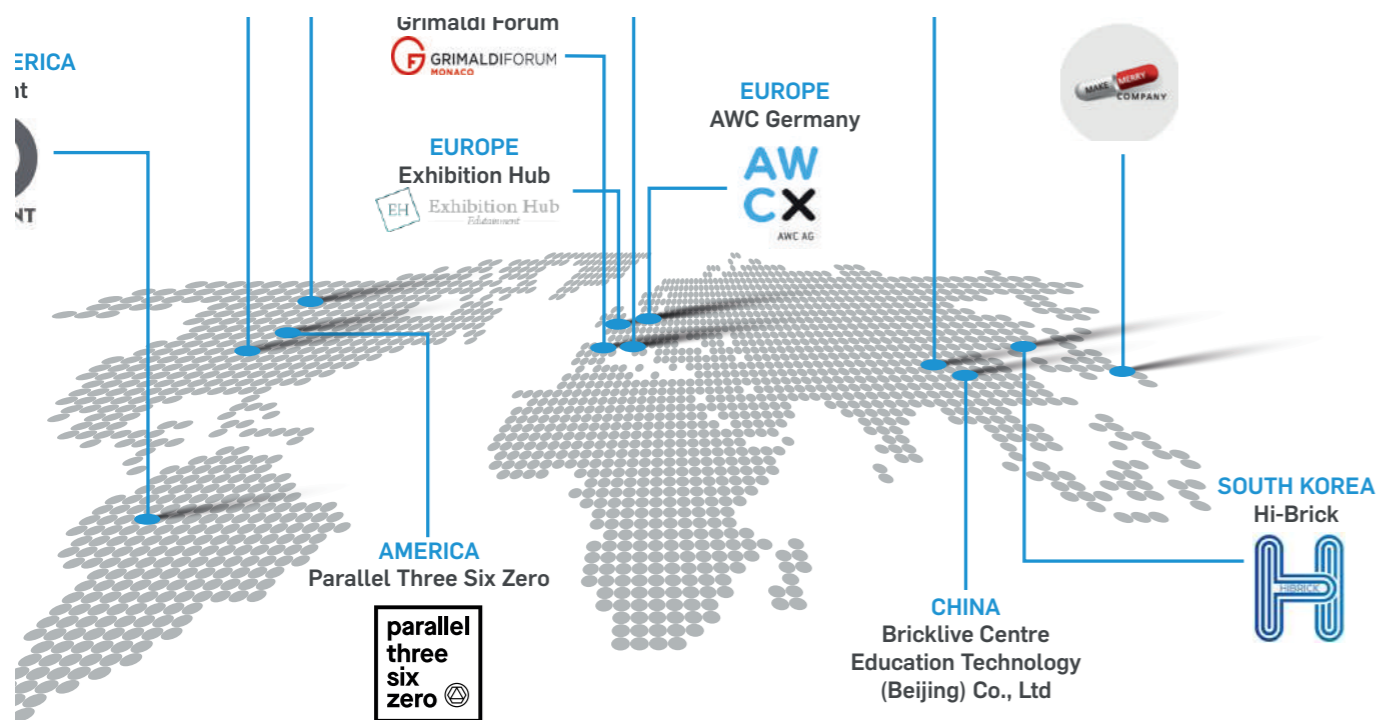 Grimaldi Forum
GRIMALDIFORUM
MONACO
ERICA
nt
NT
EUROPE
Exhibition Hub
EH
Exhibition Hub
Edutainment
EUROPE
AWC Germany
AW
CX
AWC AG
MAKE MERRY
COMPANY
AMERICA
Parallel Three Six Zero
parallel
three
six
zero
CHINA
Bricklive Centre
Education Technology
(Beijing) Co., Ltd
SOUTH KOREA
Hi-Brick
HIBRICK